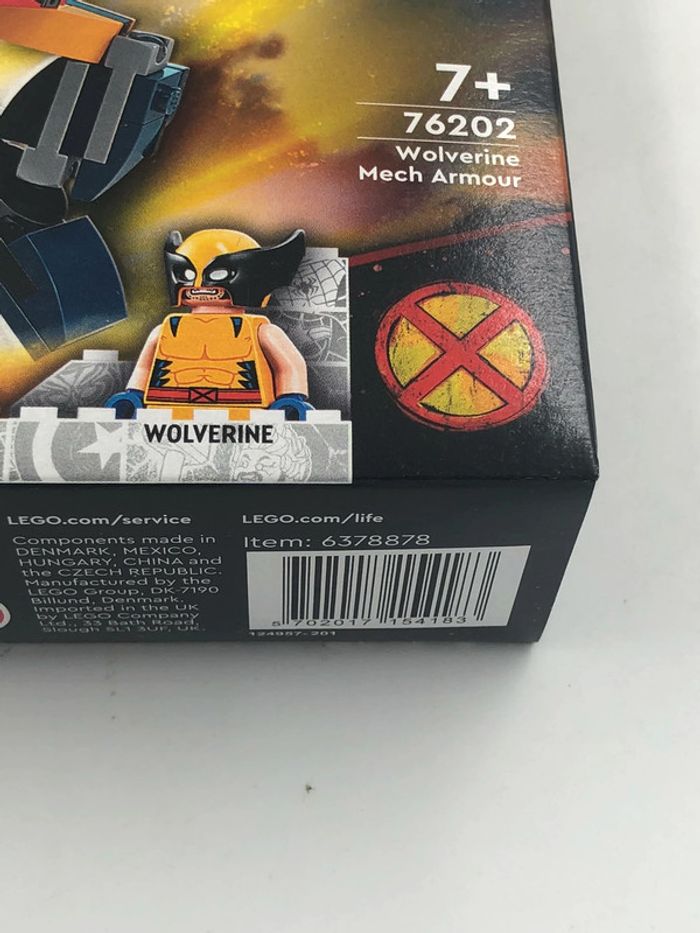 7+
76202
Wolverine
Mech Armour
WOLVERINE
LEGO.com/service
Components made in
DENMARK, MEXICO,
HUNGARY, CHINA and
the CZECH REPUBLIC.
Manufactured by the
LEGO Group, DK-7190
Billund, Denmark.
Imported in the UK
by LEGO Company
Ltd., 33 Bath Road,
Slough SL1 3UF, UK.
LEGO.com/life
Item: 6378878
5 702017 154183
124957-201